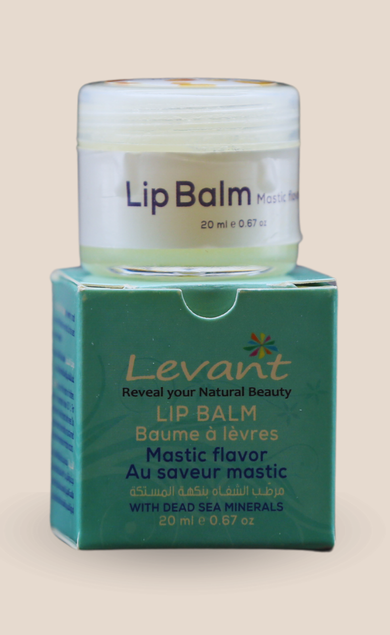 Lip Balm Mastic
20 ml e 0.67 oz
Levant
Reveal your Natural Beauty
LIP BALM
Baume à lèvres
Mastic flavor
Au saveur mastic
مرطب الشفاه بنكهة المستكة
WITH DEAD SEA MINERALS
20 ml e 0.67 oz